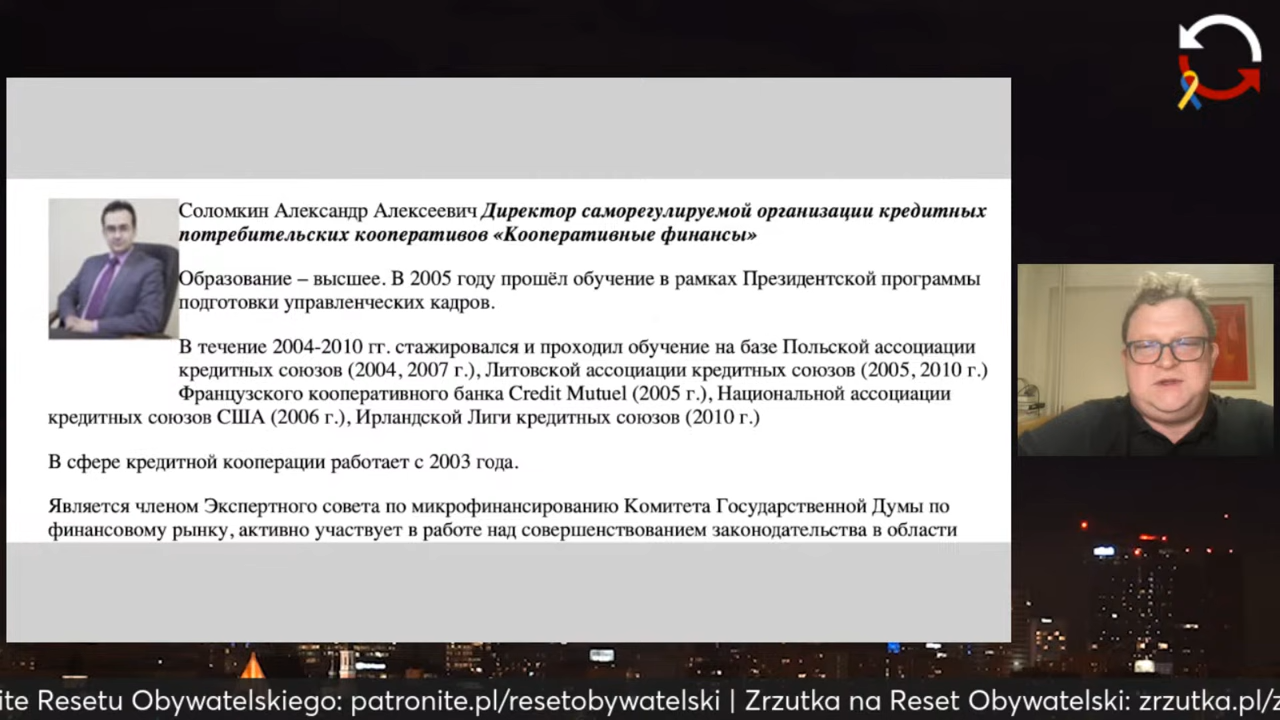 Соломкин Александр Алексеевич Директор саморегулируемой организации кредитных
потребительских кооперативов «Кооперативные финансы»
Образование – высшее. В 2005 году прошёл обучение в рамках Президентской программы
подготовки управленческих кадров.
В течение 2004-2010 гг. стажировался и проходил обучение на базе Польской ассоциации
кредитных союзов (2004, 2007 г.), Литовской ассоциации кредитных союзов (2005, 2010 г.)
Французского кооперативного банка Credit Mutuel (2005 г.), Национальной ассоциации
кредитных союзов США (2006 г.), Ирландской Лиги кредитных союзов (2010 г.)
В сфере кредитной кооперации работает с 2003 года.
Является членом Экспертного совета по микрофинансированию Комитета Государственной Думы по
финансовому рынку, активно участвует в работе над совершенствованием законодательства в области
ite Resetu Obywatelskiego: patronite.pl/resetobywatelski | Zrzutka na Reset Obywatelski: zrzutka.pl/z